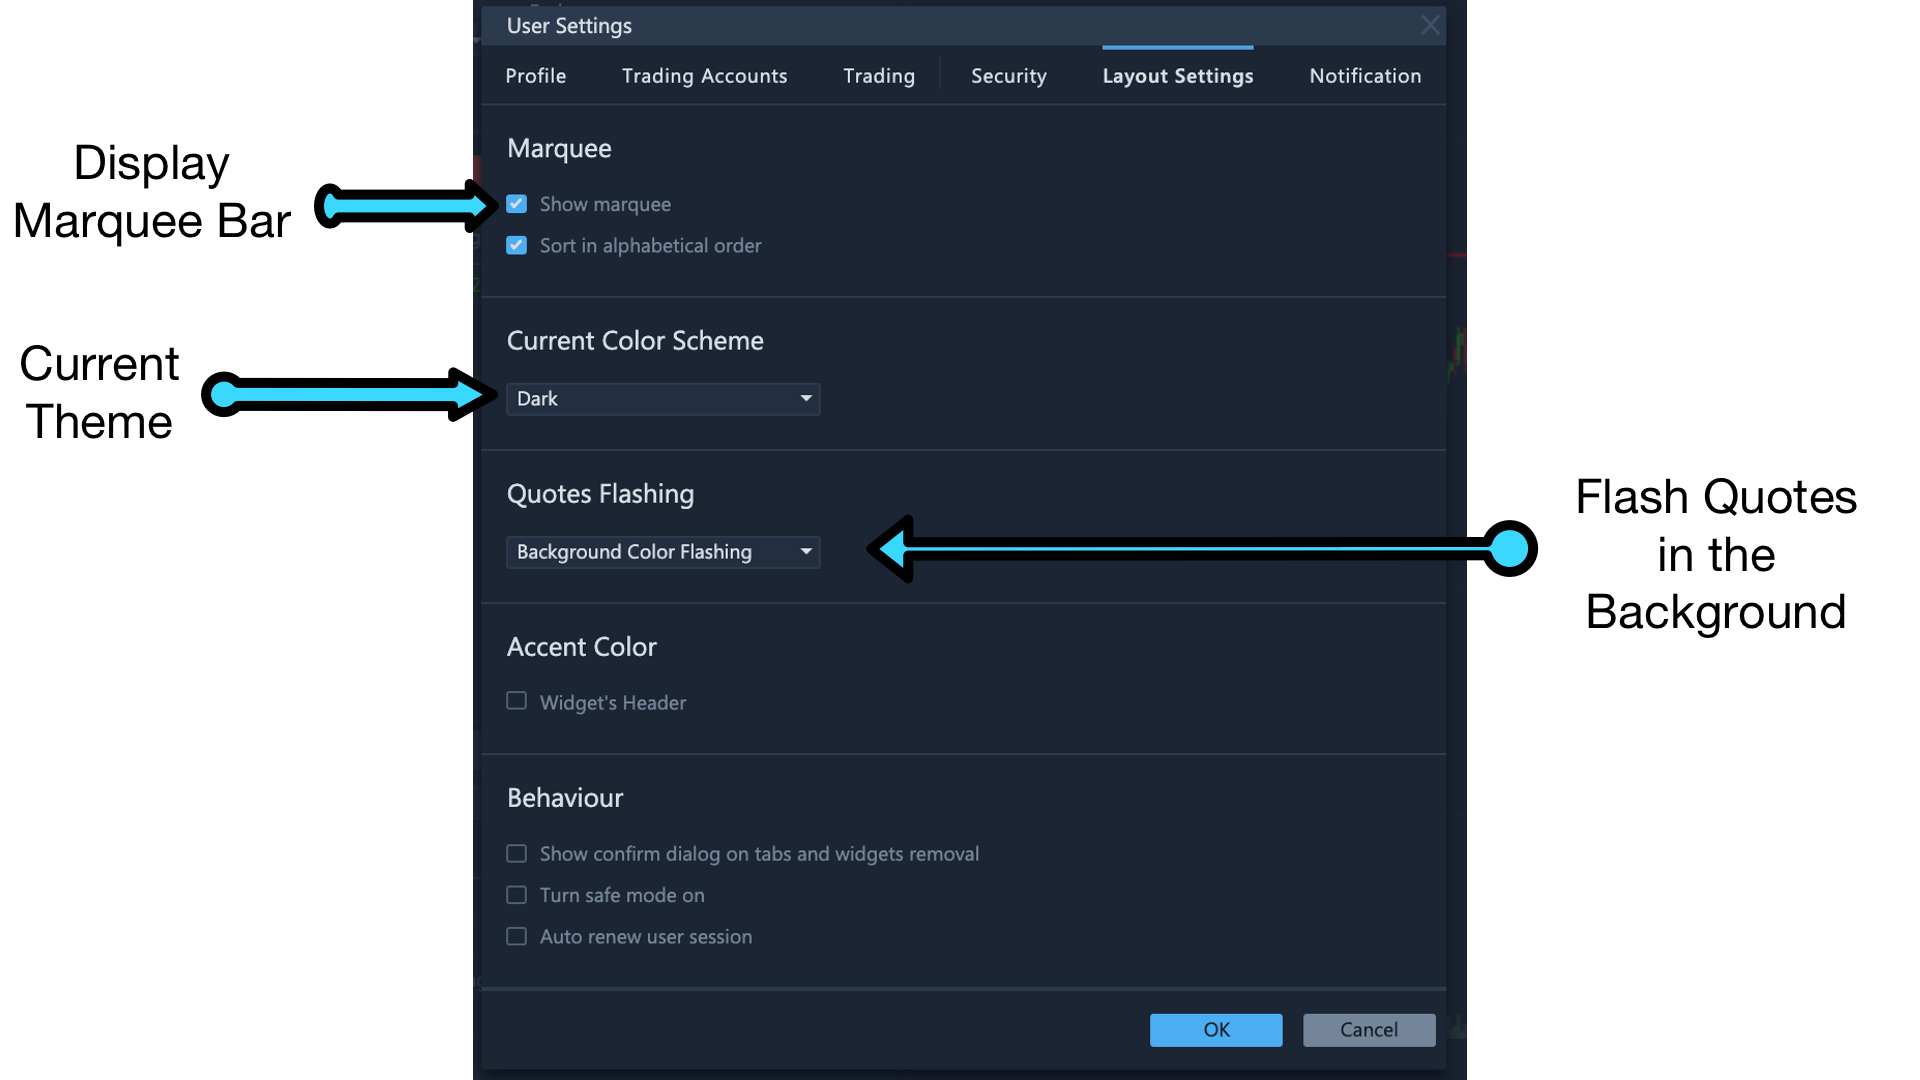 User Settings
Profile
Trading Accounts
Trading
Security
Layout Settings
Notification
Display
Marquee Bar
Marquee
Show marquee
Sort in alphabetical order
Current
Theme
Current Color Scheme
Dark
Quotes Flashing
Background Color Flashing
Flash Quotes
in the
Background
Accent Color
Widget's Header
Behaviour
Show confirm dialog on tabs and widgets removal
Turn safe mode on
Auto renew user session
OK
Cancel